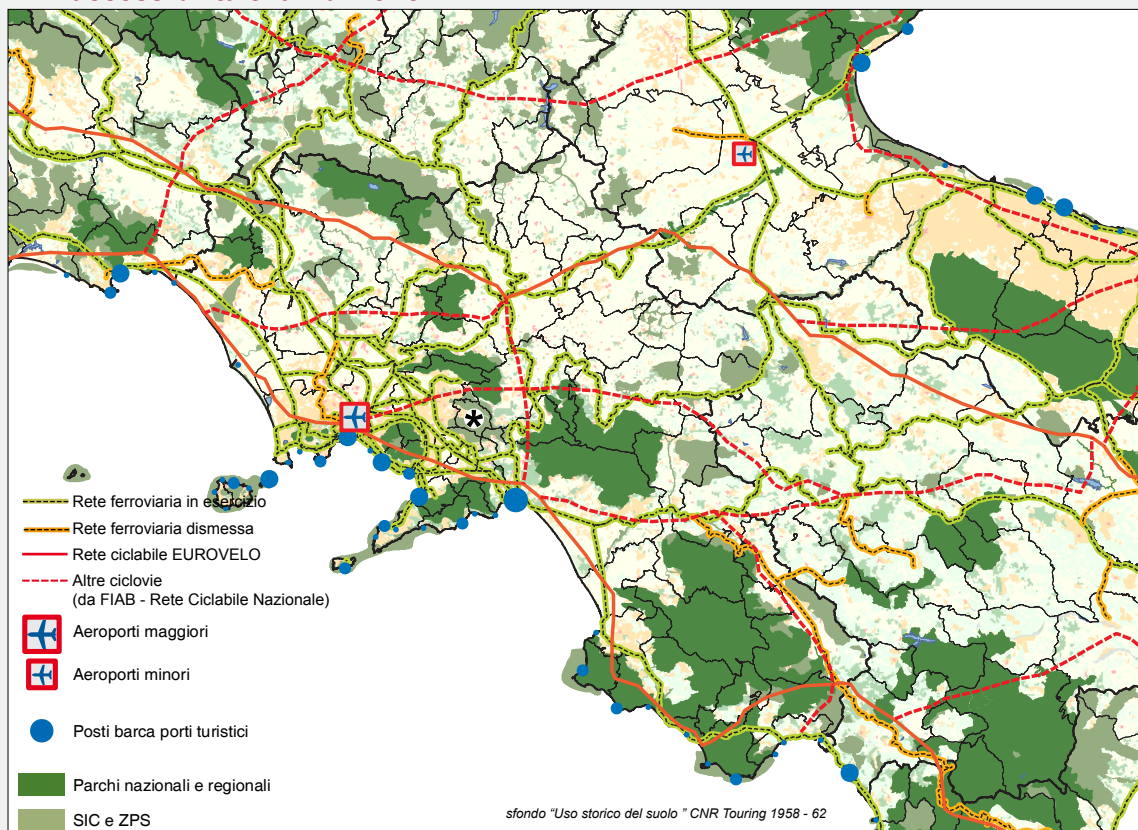 Rete ferroviaria in esercizio
Rete ferroviaria dismessa
Rete ciclabile EUROVELO
Altre ciclovie
(da FIAB - Rete Ciclabile Nazionale)
Aeroporti maggiori
Aeroporti minori
Posti barca porti turistici
Parchi nazionali e regionali
SIC e ZPS
sfondo “Uso storico del suolo ” CNR Touring 1958 - 62
*